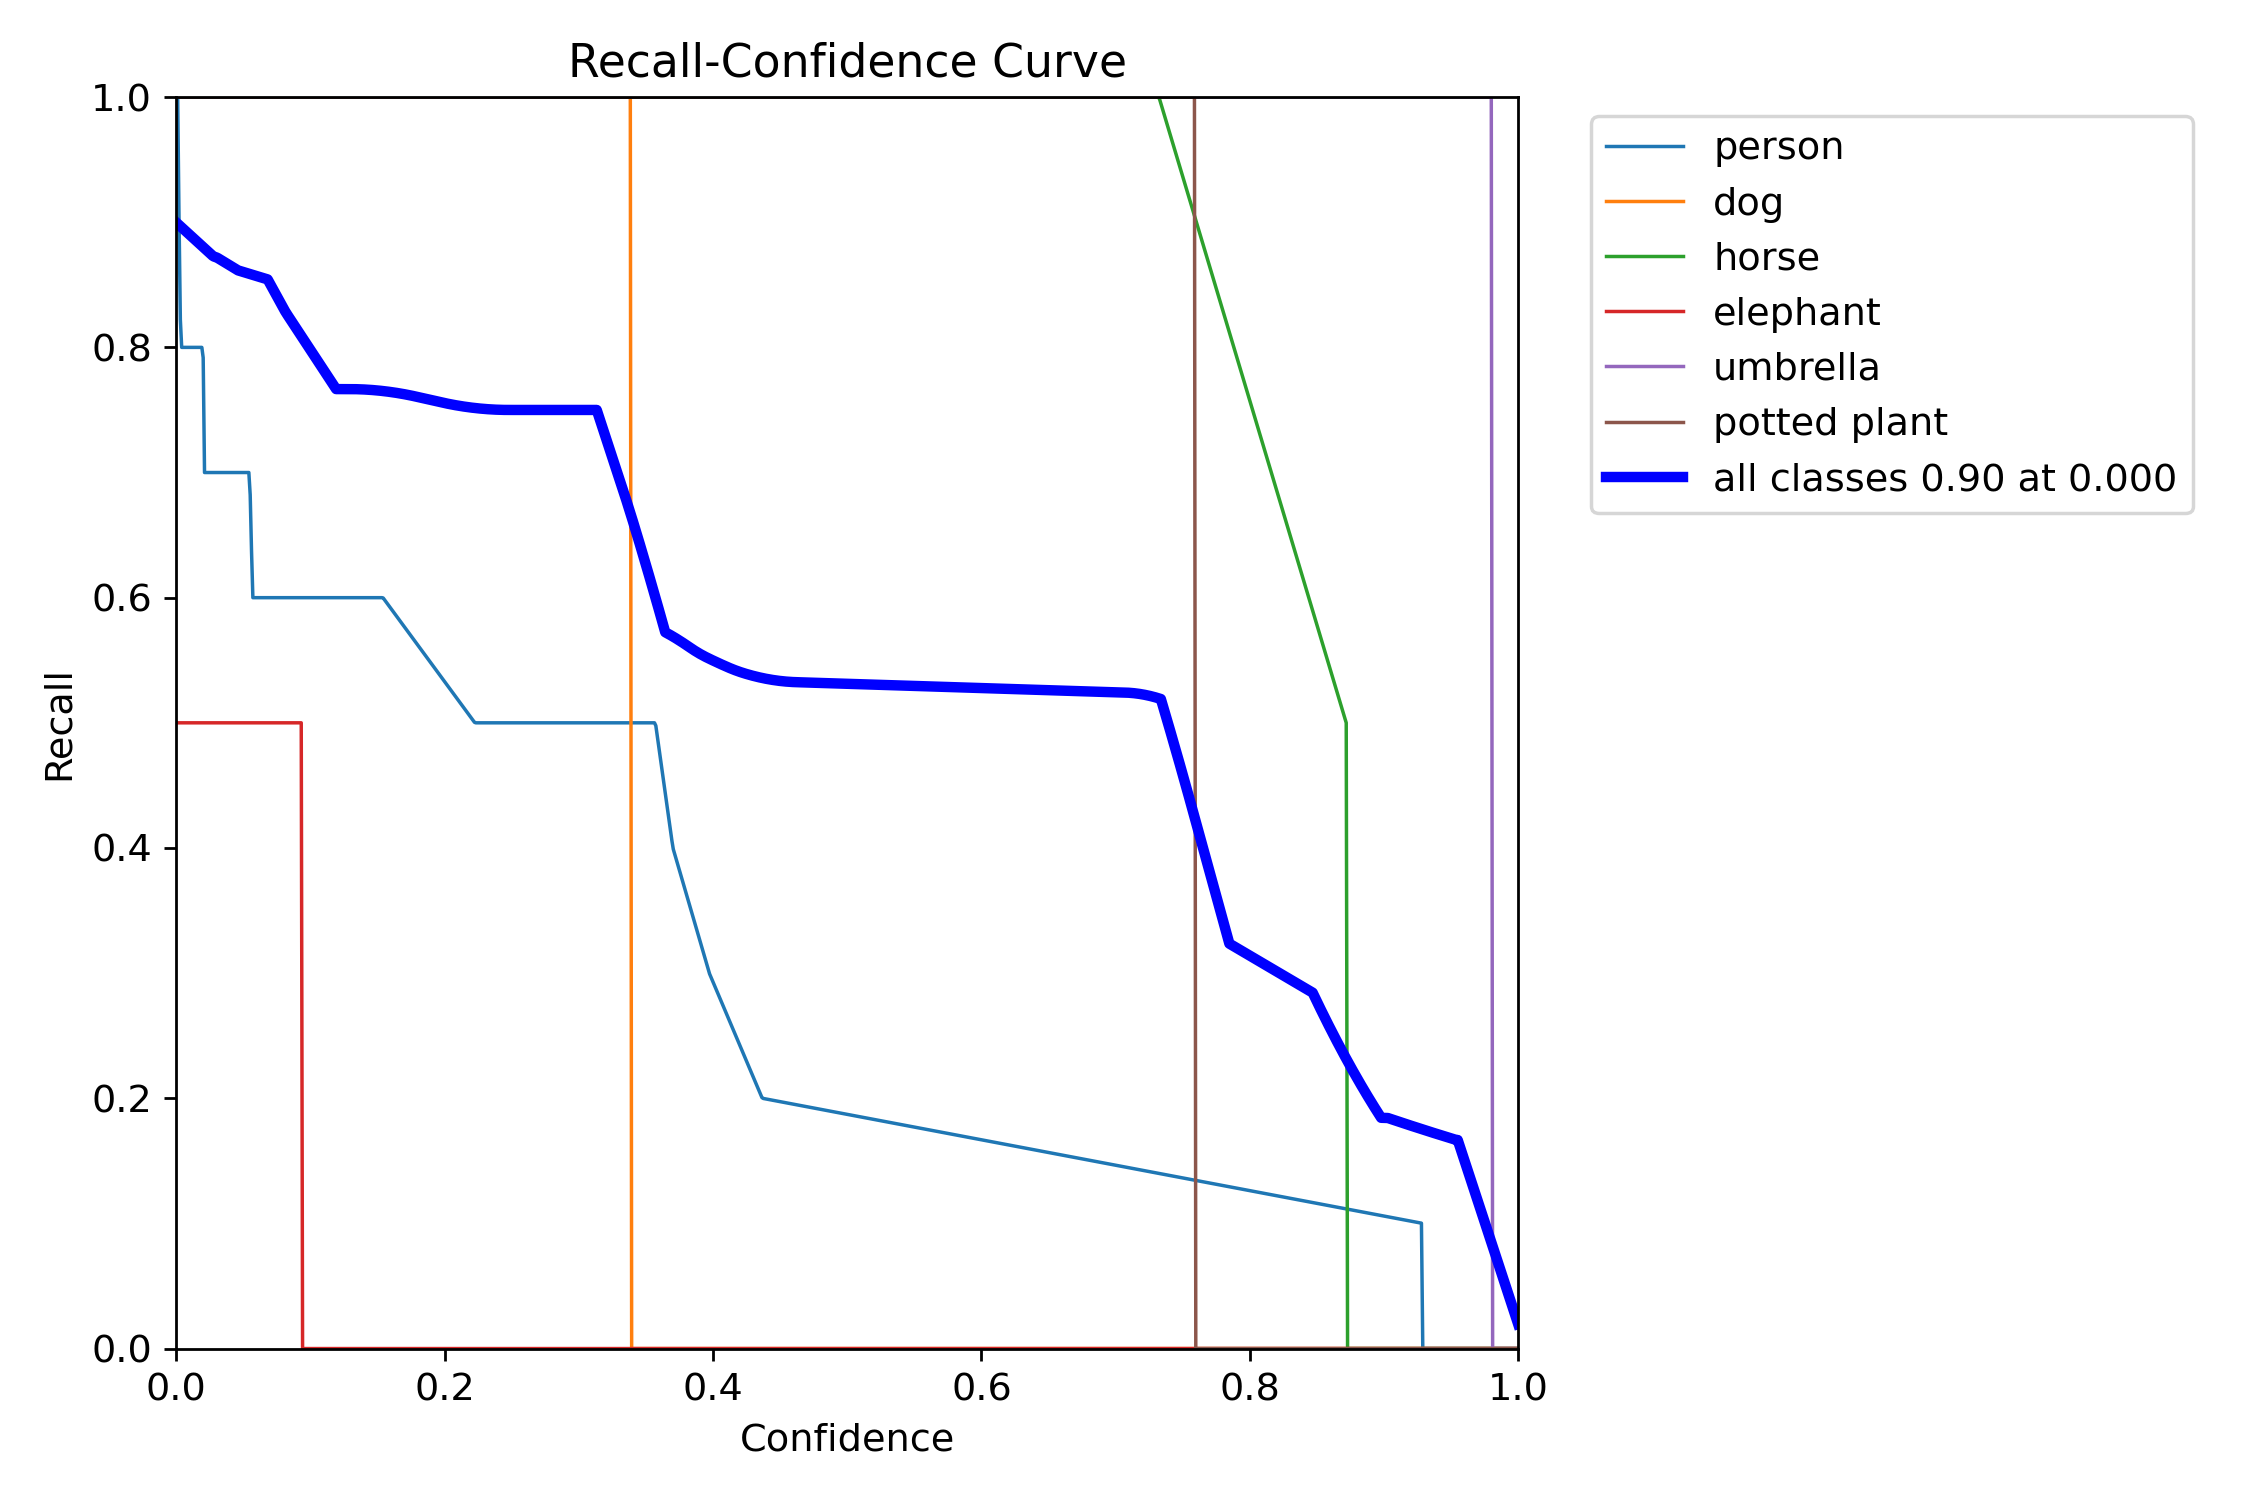 Recall-Confidence Curve
1.0
0.8
0.6
0.4
0.2
0.0
Recall
0.0 0.2 0.4 0.6 0.8 1.0
Confidence
person
dog
horse
elephant
umbrella
potted plant
all classes 0.90 at 0.000